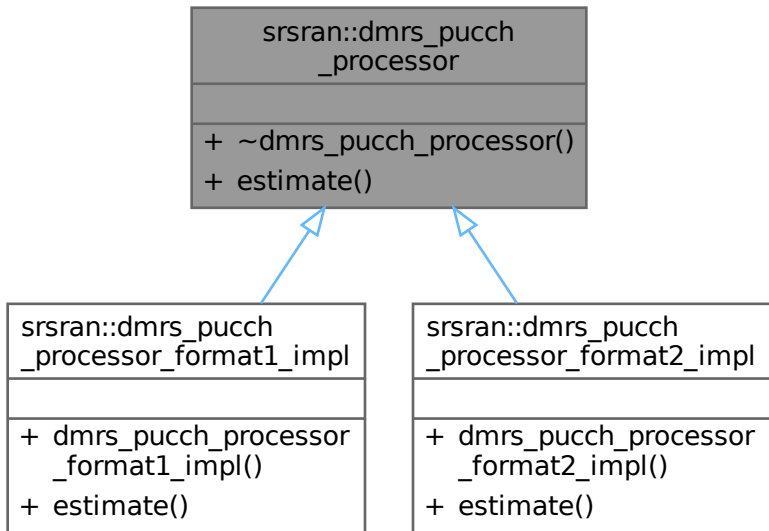 srsran::dmrs_pucch
_processor
+ ~dmrs_pucch_processor()
+ estimate()
srsran::dmrs_pucch
_processor_format1_impl
+ dmrs_pucch_processor
_format1_impl()
+ estimate()
srsran::dmrs_pucch
_processor_format2_impl
+ dmrs_pucch_processor
_format2_impl()
+ estimate()